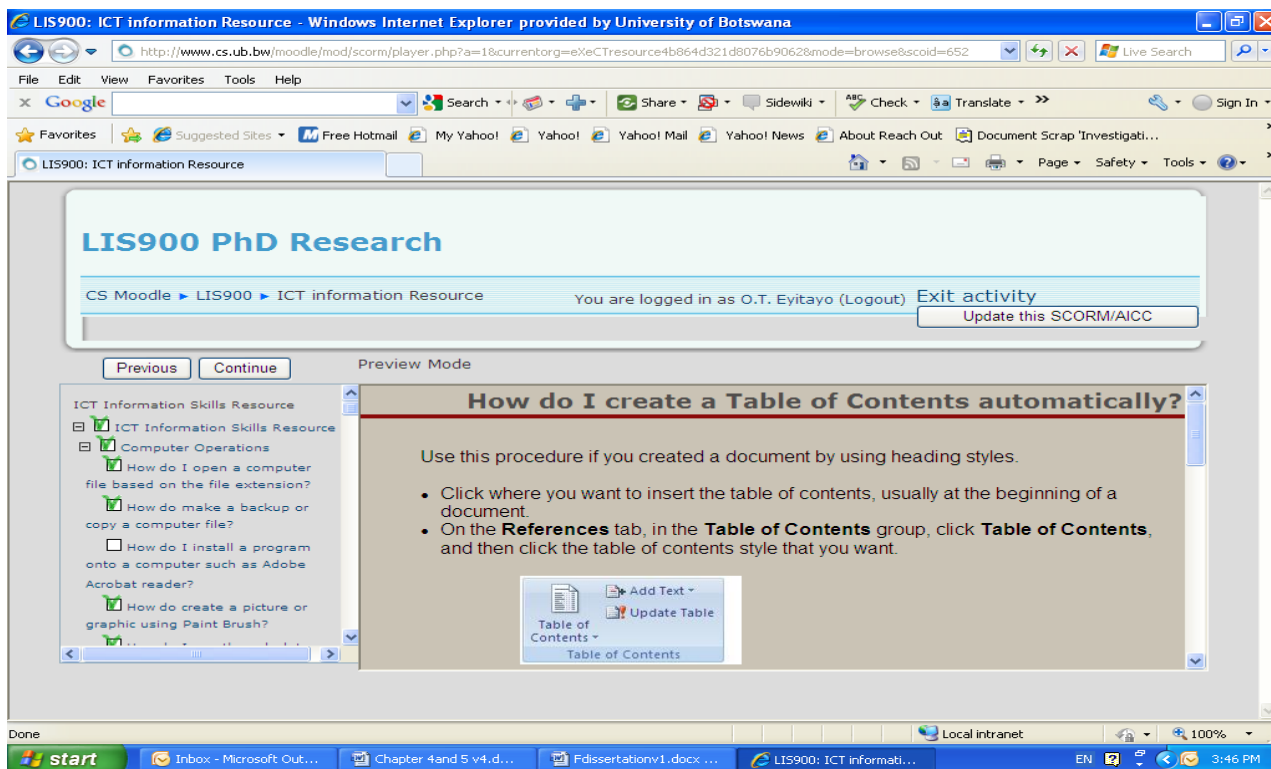 LIS900: ICT information Resource - Windows Internet Explorer provided by University of Botswana
http://www.cs.ub.bw/moodle/mod/scorm/player.php?a=1&currentorg=eXeCTresource4b864d321d8076b9062&mode=browse&scoid=652
Live Search
File Edit View Favorites Tools Help
x Google Search Share Sidewiki ABC Check Translate >> Sign In
Favorites Suggested Sites Free Hotmail My Yahoo! Yahoo! Yahoo! Mail Yahoo! News About Reach Out Document Scrap 'Investigati...
LIS900: ICT information Resource Page Safety Tools
LIS900 PhD Research
CS Moodle ► LIS900 ► ICT information Resource You are logged in as O.T. Eyitayo (Logout) Exit activity
Update this SCORM/AICC
Previous Continue Preview Mode
ICT Information Skills Resource
ICT Information Skills Resource
Computer Operations
How do I open a computer
file based on the file extension?
How do make a backup or
copy a computer file?
How do I install a program
onto a computer such as Adobe
Acrobat reader?
How do create a picture or
graphic using Paint Brush?
How do I create a Table of Contents automatically?
Use this procedure if you created a document by using heading styles.
• Click where you want to insert the table of contents, usually at the beginning of a
document.
• On the References tab, in the Table of Contents group, click Table of Contents,
and then click the table of contents style that you want.
Table of
Contents
Add Text
Update Table
Table of Contents
Done Local intranet 100%
start Inbox - Microsoft Out... Chapter 4and 5 v4.d... Fdissertationv1.docx ... LIS900: ICT informati... EN 3:46 PM